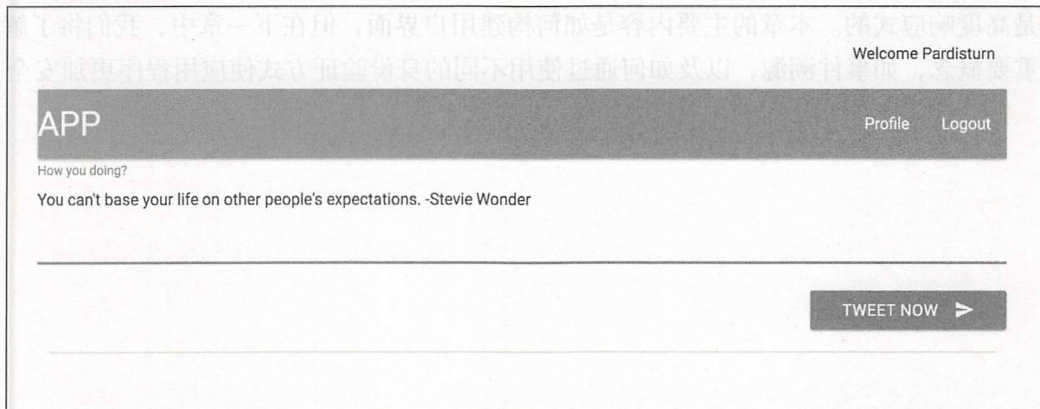 Welcome Pardisturn
APP
Profile Logout
How you doing?
You can't base your life on other people's expectations. -Stevie Wonder
TWEET NOW